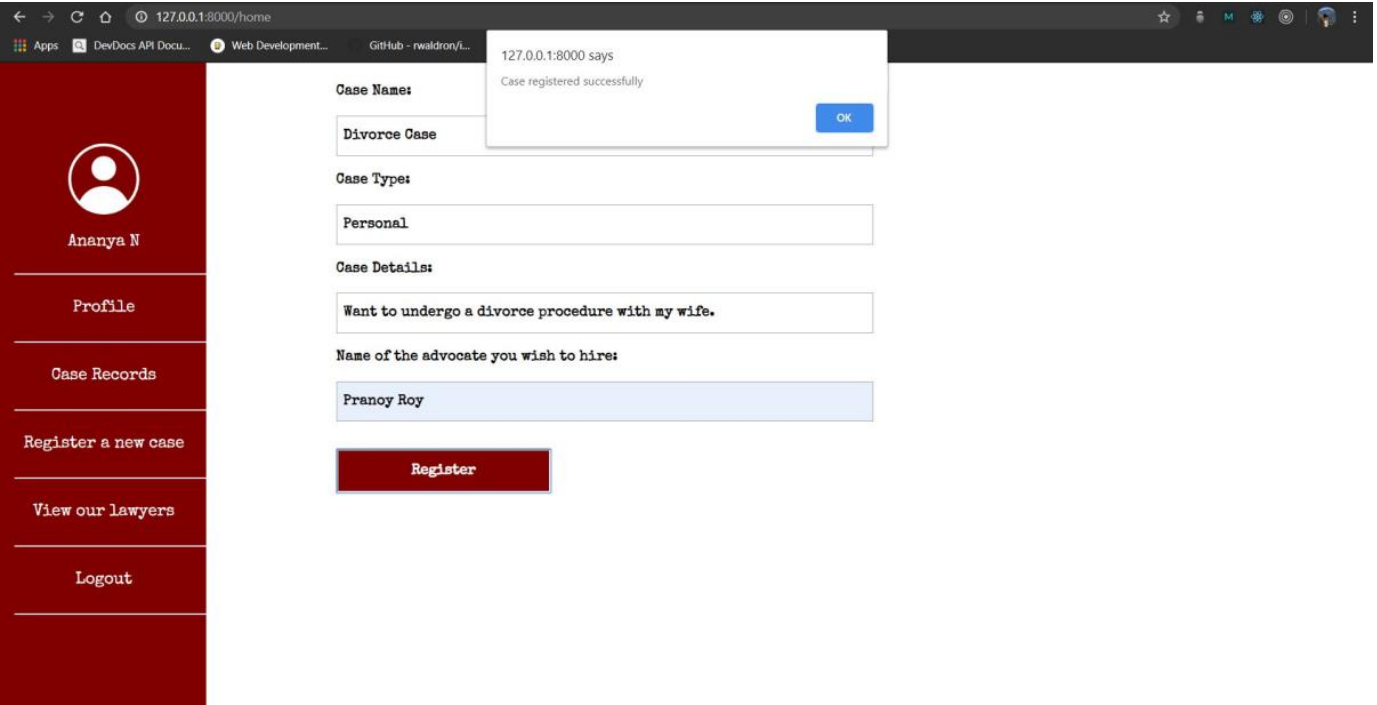 127.0.0.1:8000/home
Apps DevDocs API Docu... Web Development... GitHub - rwaldron/i...
127.0.0.1:8000 says
Case registered successfully
OK
Ananya N
Profile
Case Records
Register a new case
View our lawyers
Logout
Case Name:
Divorce Case
Case Type:
Personal
Case Details:
Want to undergo a divorce procedure with my wife.
Name of the advocate you wish to hire:
Pranoy Roy
Register